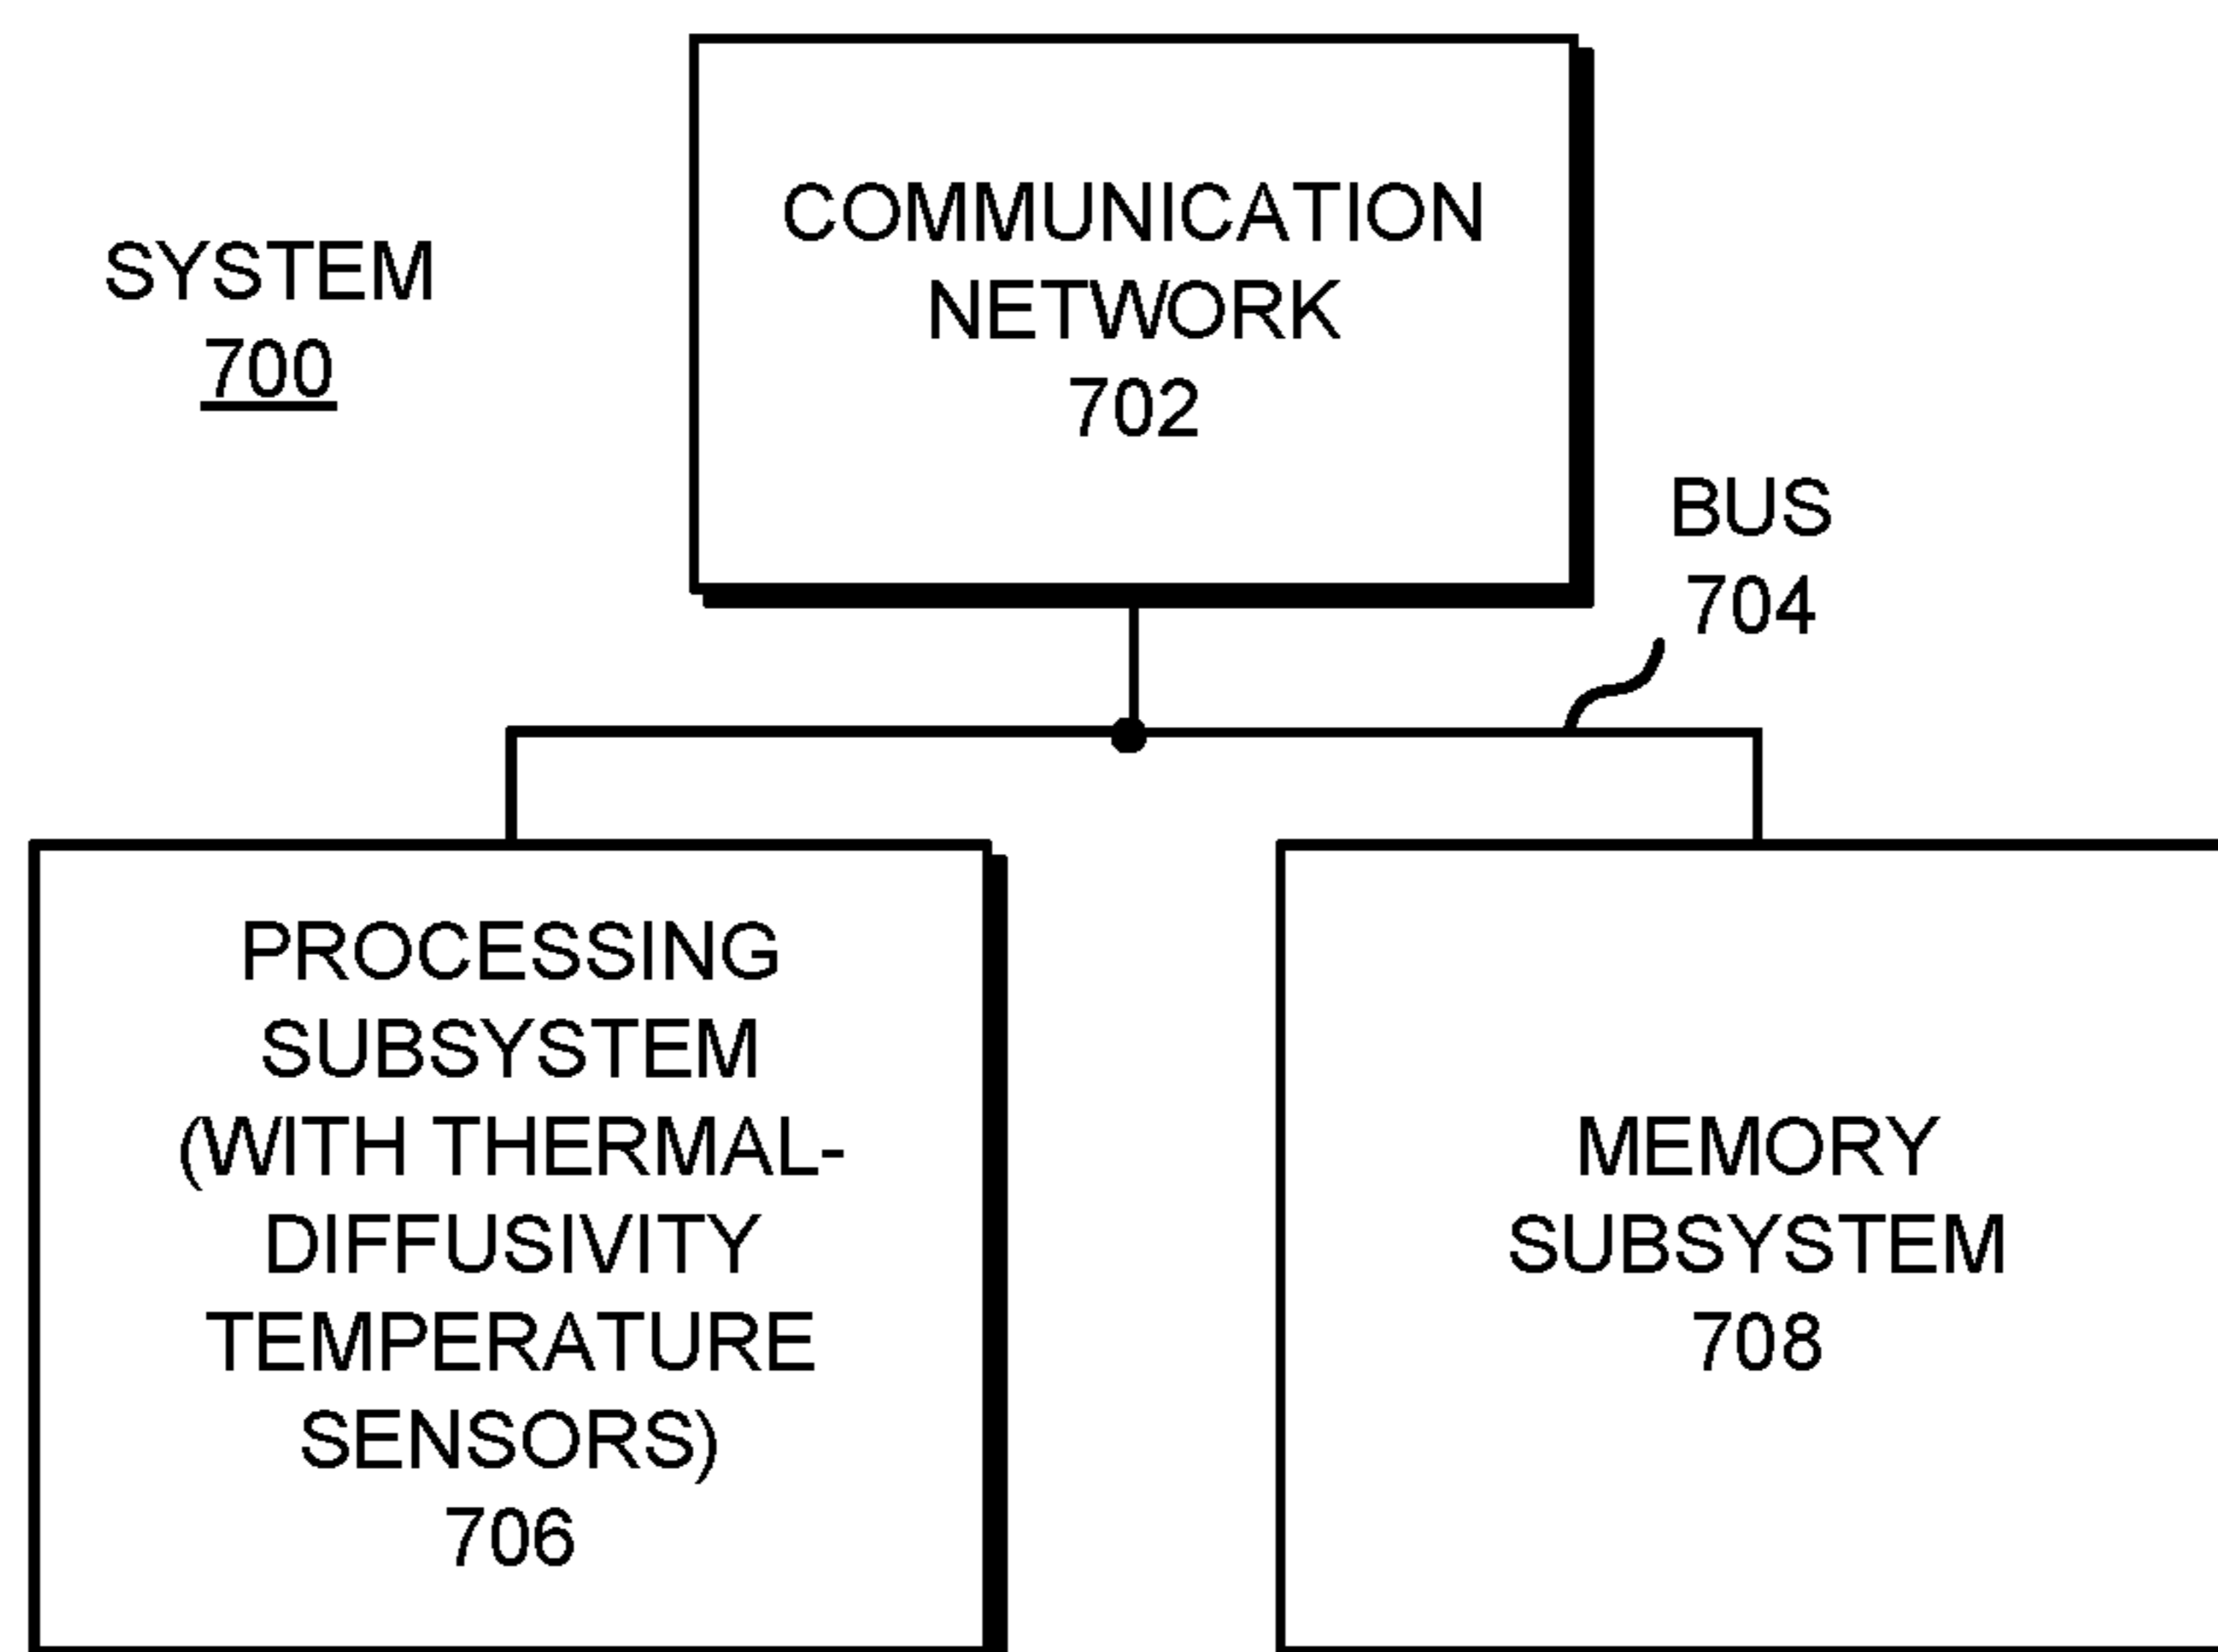 SYSTEM
700
COMMUNICATION
NETWORK
702
BUS
704
PROCESSING
SUBSYSTEM
(WITH THERMAL-
DIFFUSIVITY
TEMPERATURE
SENSORS)
706
MEMORY
SUBSYSTEM
708